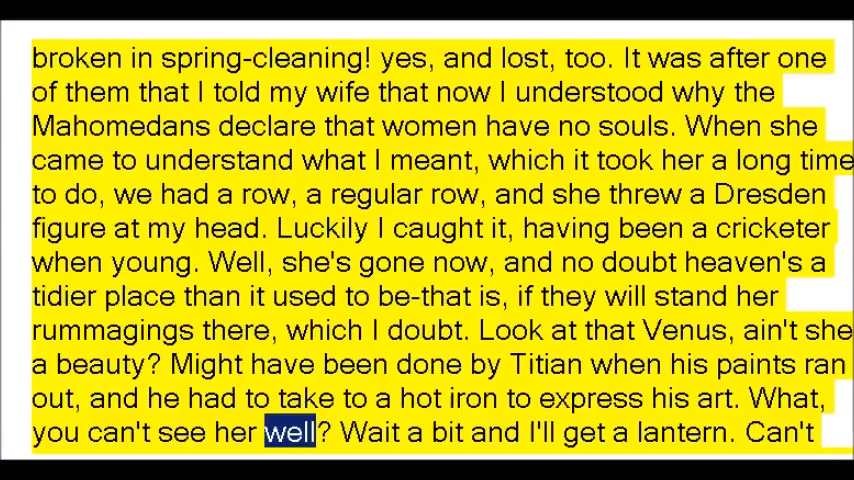 broken in spring-cleaning! yes, and lost, too. It was after one
of them that I told my wife that now I understood why the
Mahomedans declare that women have no souls. When she
came to understand what I meant, which it took her a long time
to do, we had a row, a regular row, and she threw a Dresden
figure at my head. Luckily I caught it, having been a cricketer
when young. Well, she's gone now, and no doubt heaven's a
tidier place than it used to be-that is, if they will stand her
rummagings there, which I doubt. Look at that Venus, ain't she
a beauty? Might have been done by Titian when his paints ran
out, and he had to take to a hot iron to express his art. What,
you can't see her well? Wait a bit and I'll get a lantern. Can't